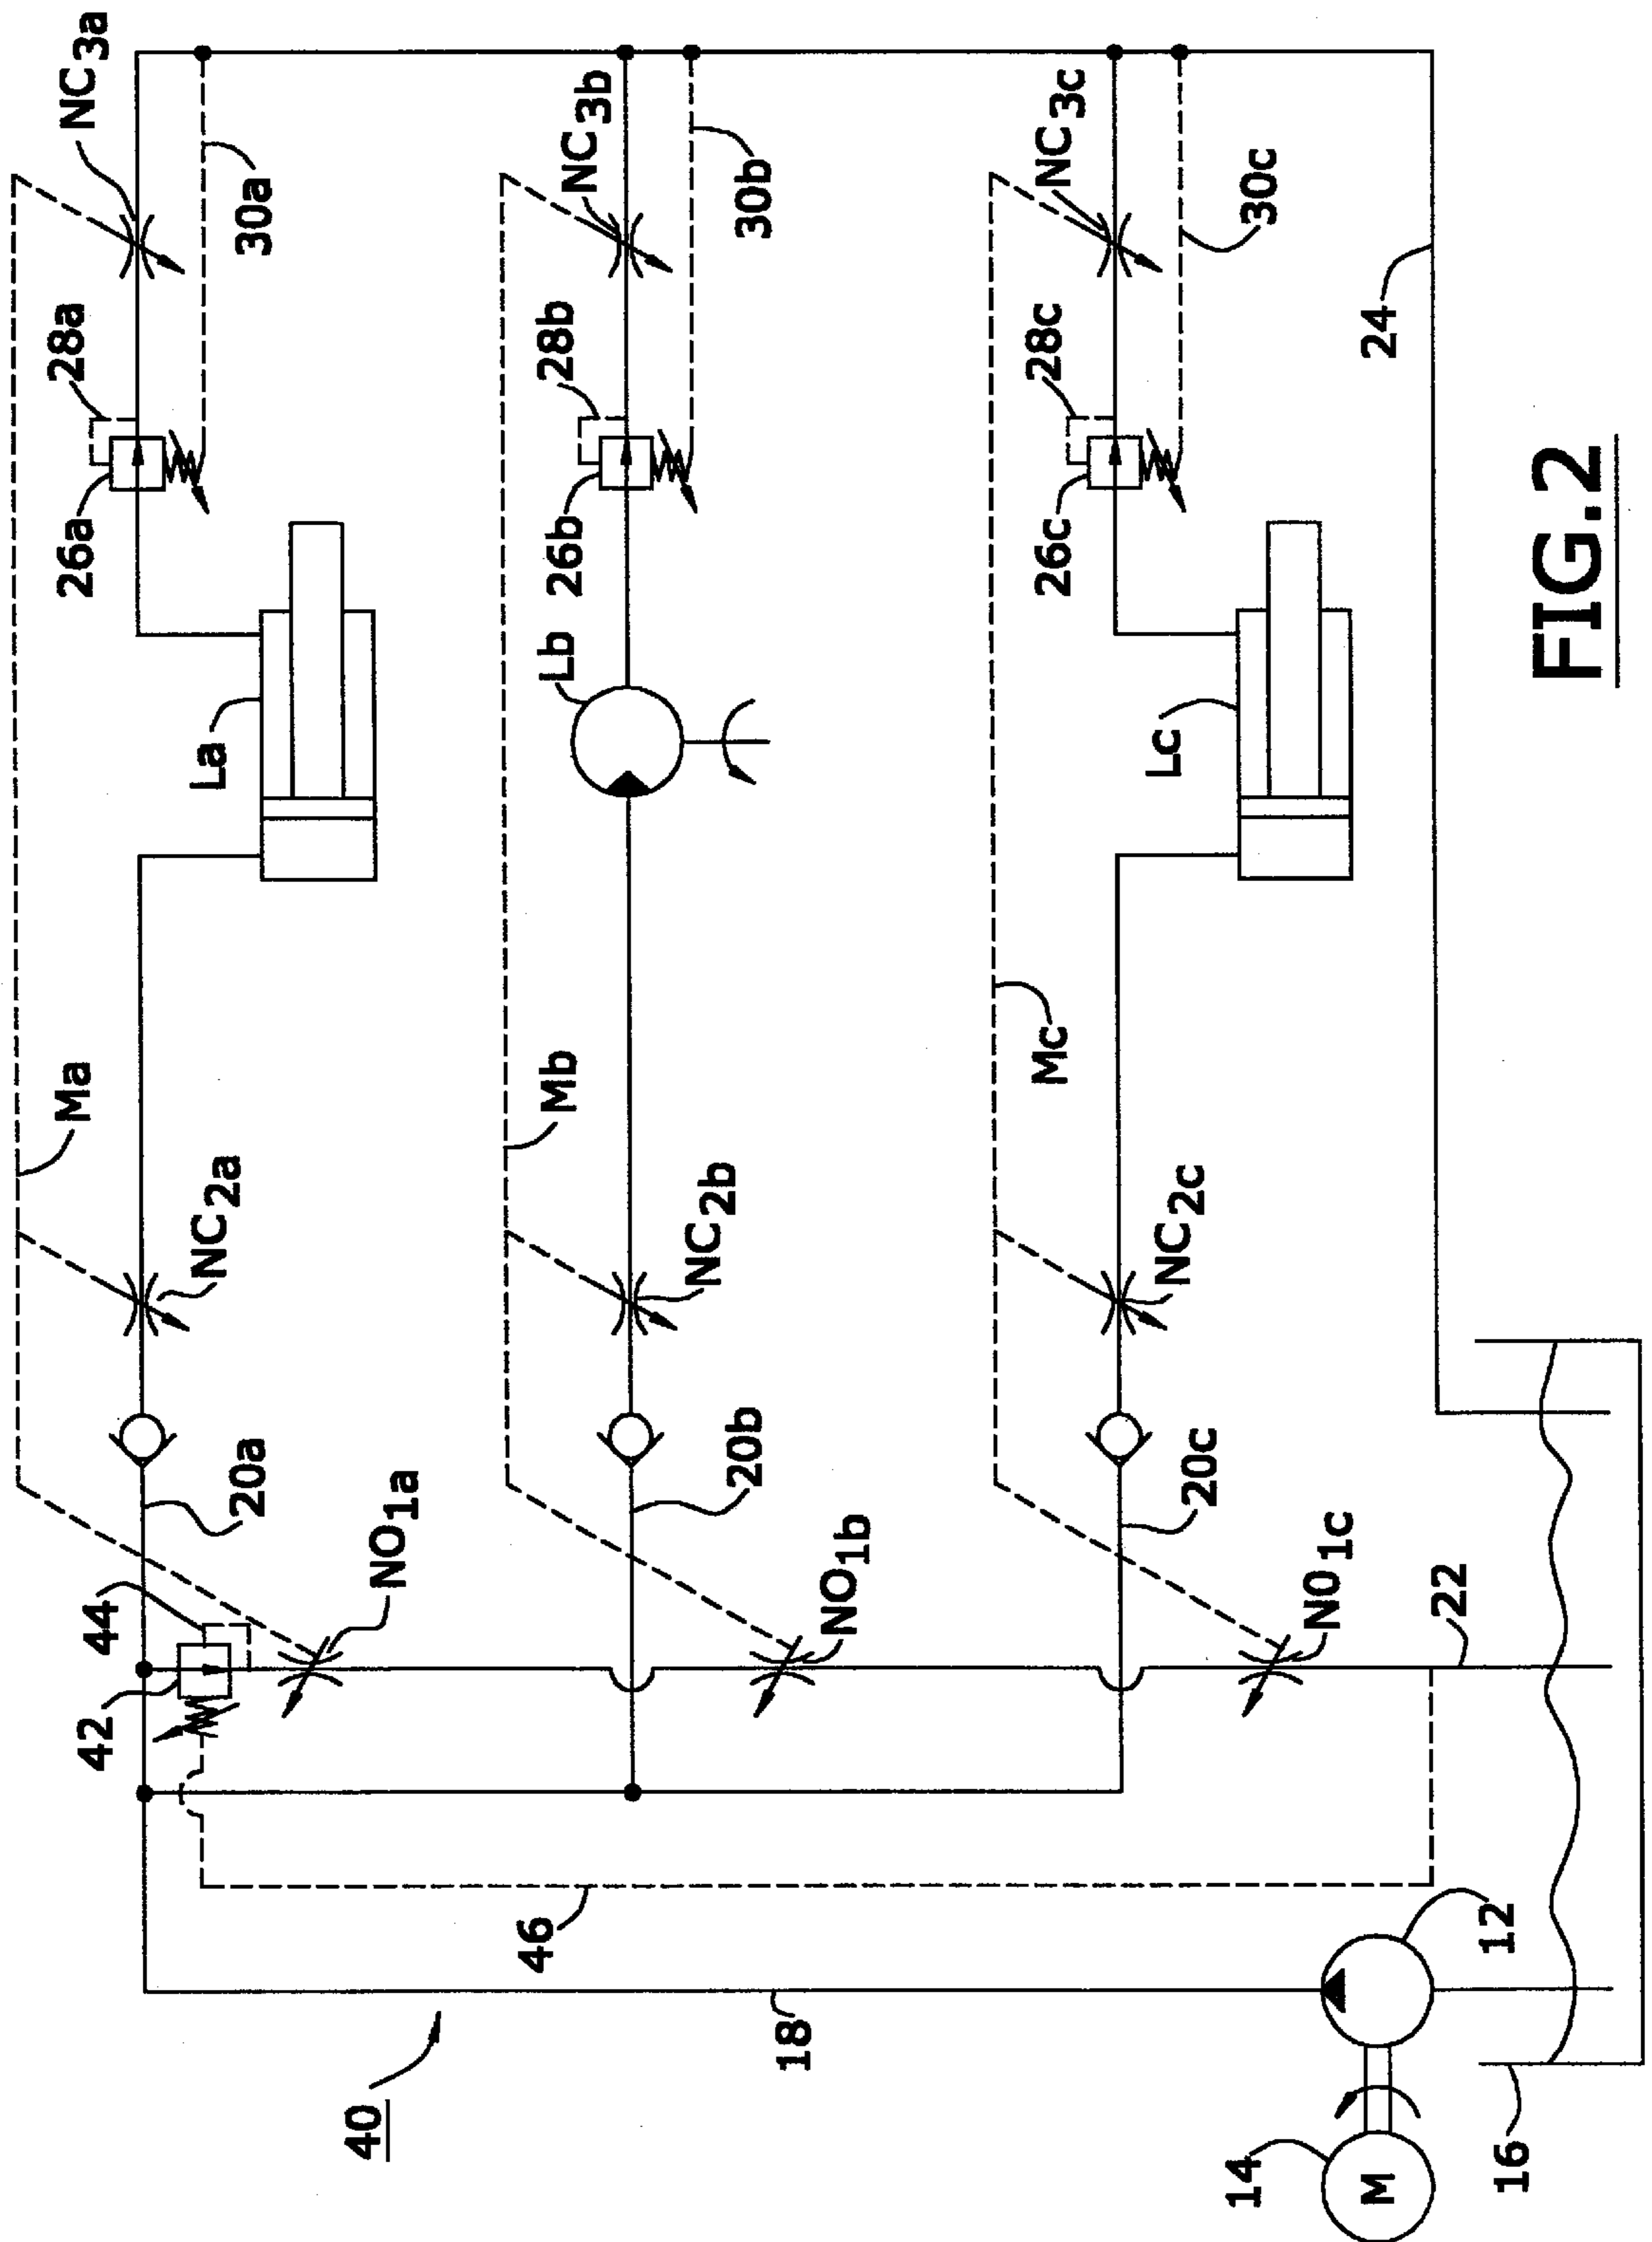 Ma
26a
28a
NC3a
42
44
20a
NC2a
La
30a
40
NO1a
46
Mb
Lb
26b
28b
NC3b
20b
NC2b
30b
18
NO1b
Mc
26c
28c
NC3c
20c
NC2c
Lc
30c
14
NO1c
M
24
22
16
12
FIG.2